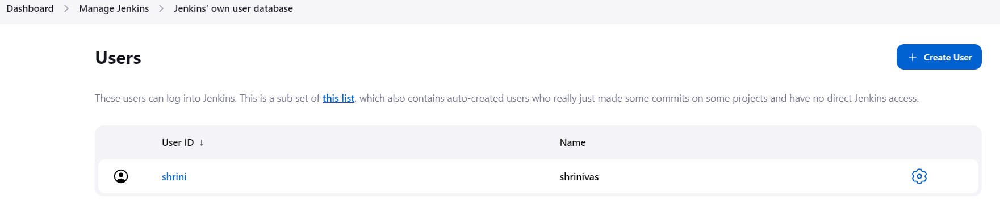 Dashboard > Manage Jenkins > Jenkins’ own user database
Users
+ Create User
These users can log into Jenkins. This is a sub set of this list, which also contains auto-created users who really just made some commits on some projects and have no direct Jenkins access.
User ID ↓ Name
shrini shrinivas